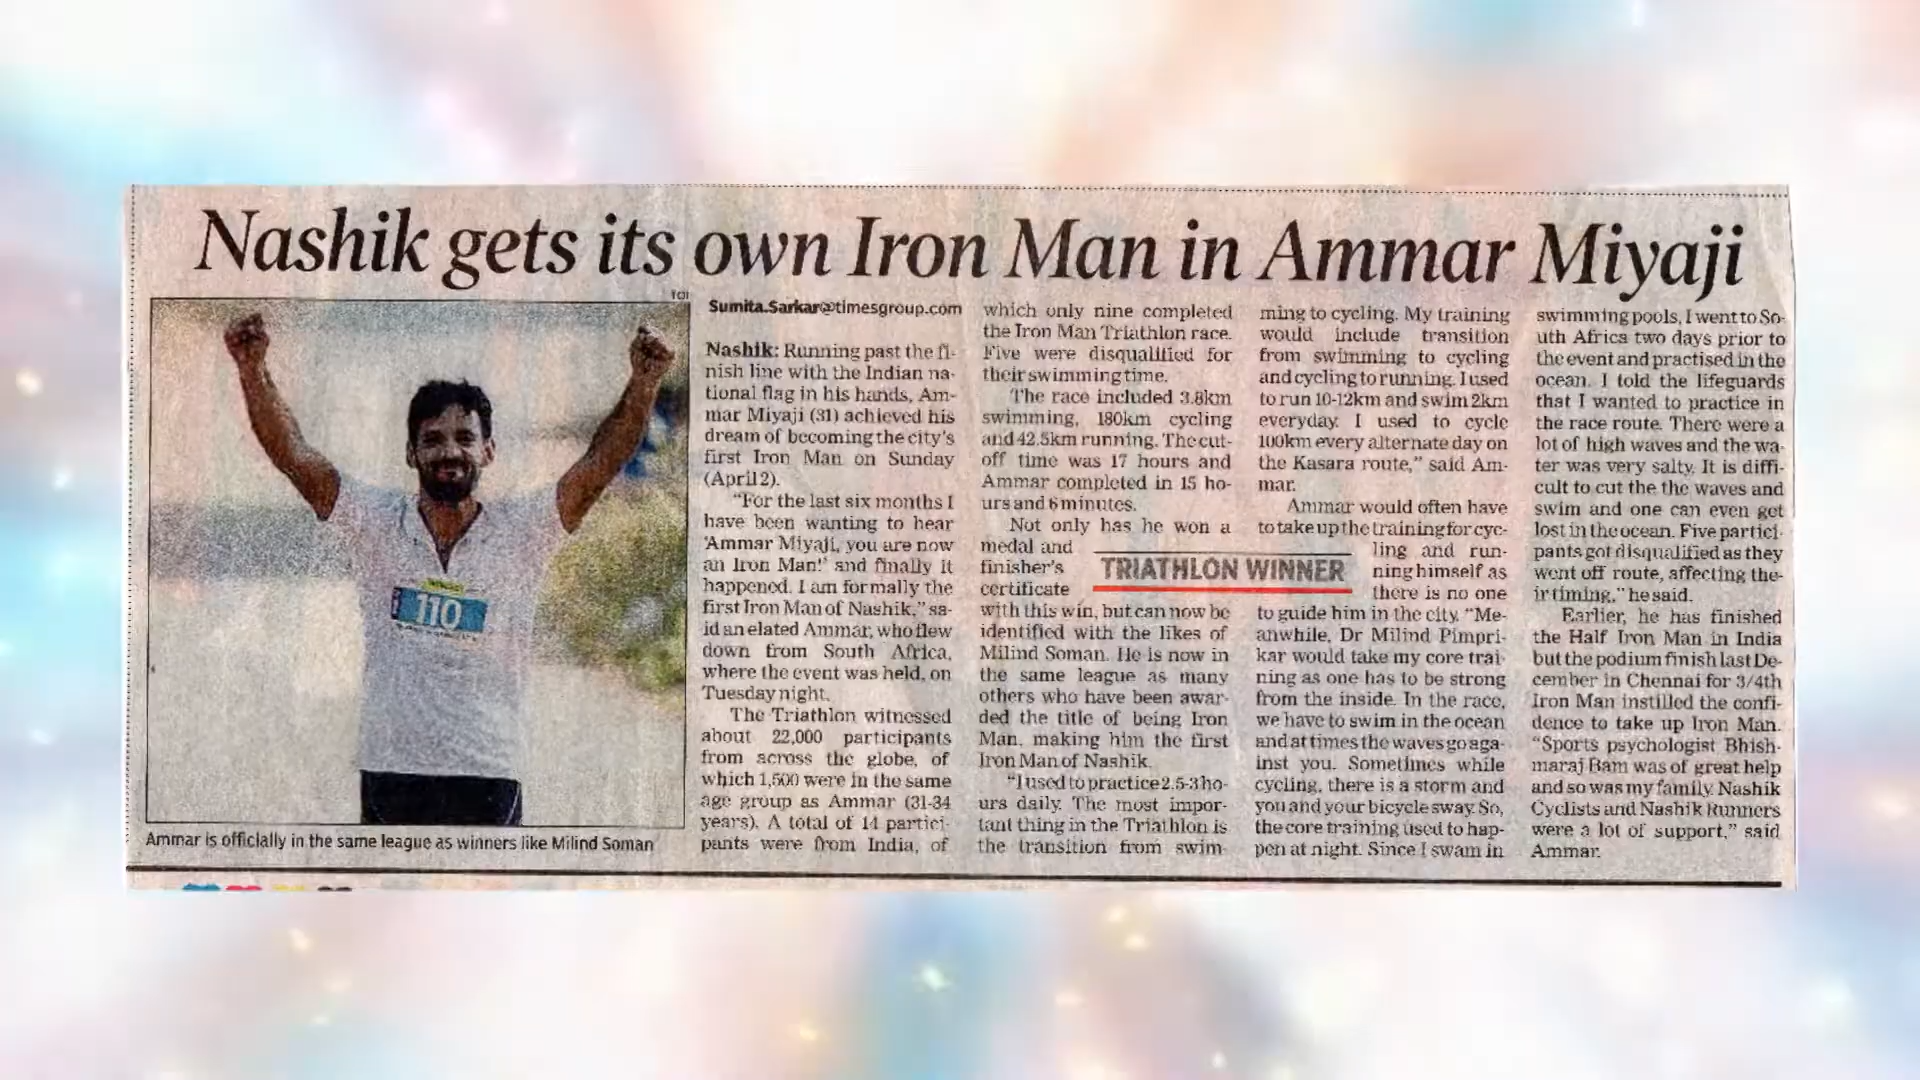 Nashik gets its own Iron Man in Ammar Miyaji
TOI
110
Ammar is officially in the same league as winners like Milind Soman
Sumita.Sarkar@timesgroup.com
Nashik: Running past the fi-
nish line with the Indian na-
tional flag in his hands, Am-
mar Miyaji (31) achieved his
dream of becoming the city's
first Iron Man on Sunday
(April 2).
"For the last six months I
have been wanting to hear
'Ammar Miyaji, you are now
an Iron Man!' and finally it
happened. I am formally the
first Iron Man of Nashik," sa-
id an elated Ammar, who flew
down from South Africa,
where the event was held, on
Tuesday night.
The Triathlon witnessed
about 22,000 participants
from across the globe, of
which 1,500 were in the same
age group as Ammar (31-34
years). A total of 14 partici-
pants were from India, of
which only nine completed
the Iron Man Triathlon race.
Five were disqualified for
their swimming time.
The race included 3.8km
swimming, 180km cycling
and 42.5km running. The cut-
off time was 17 hours and
Ammar completed in 15 ho-
urs and 6 minutes.
Not only has he won a
medal and
finisher's
certificate
with this win, but can now be
identified with the likes of
Milind Soman. He is now in
the same league as many
others who have been awar-
ded the title of being Iron
Man, making him the first
Iron Man of Nashik.
"I used to practice 2.5-3 ho-
urs daily. The most impor-
tant thing in the Triathlon is
the transition from swim-
TRIATHLON WINNER
ming to cycling. My training
would include transition
from swimming to cycling
and cycling to running. I used
to run 10-12km and swim 2km
everyday. I used to cycle
100km every alternate day on
the Kasara route," said Am-
mar.
Ammar would often have
to take up the training for cyc-
ling and run-
ning himself as
there is no one
to guide him in the city. "Me-
anwhile, Dr Milind Pimpri-
kar would take my core trai-
ning as one has to be strong
from the inside. In the race,
we have to swim in the ocean
and at times the waves go aga-
inst you. Sometimes while
cycling, there is a storm and
you and your bicycle sway. So,
the core training used to hap-
pen at night. Since I swam in
swimming pools, I went to So-
uth Africa two days prior to
the event and practised in the
ocean. I told the lifeguards
that I wanted to practice in
the race route. There were a
lot of high waves and the wa-
ter was very salty. It is diffi-
cult to cut the the waves and
swim and one can even get
lost in the ocean. Five partici-
pants got disqualified as they
went off route, affecting the-
ir timing," he said.
Earlier, he has finished
the Half Iron Man in India
but the podium finish last De-
cember in Chennai for 3/4th
Iron Man instilled the confi-
dence to take up Iron Man.
"Sports psychologist Bhish-
maraj Bam was of great help
and so was my family. Nashik
Cyclists and Nashik Runners
were a lot of support," said
Ammar.